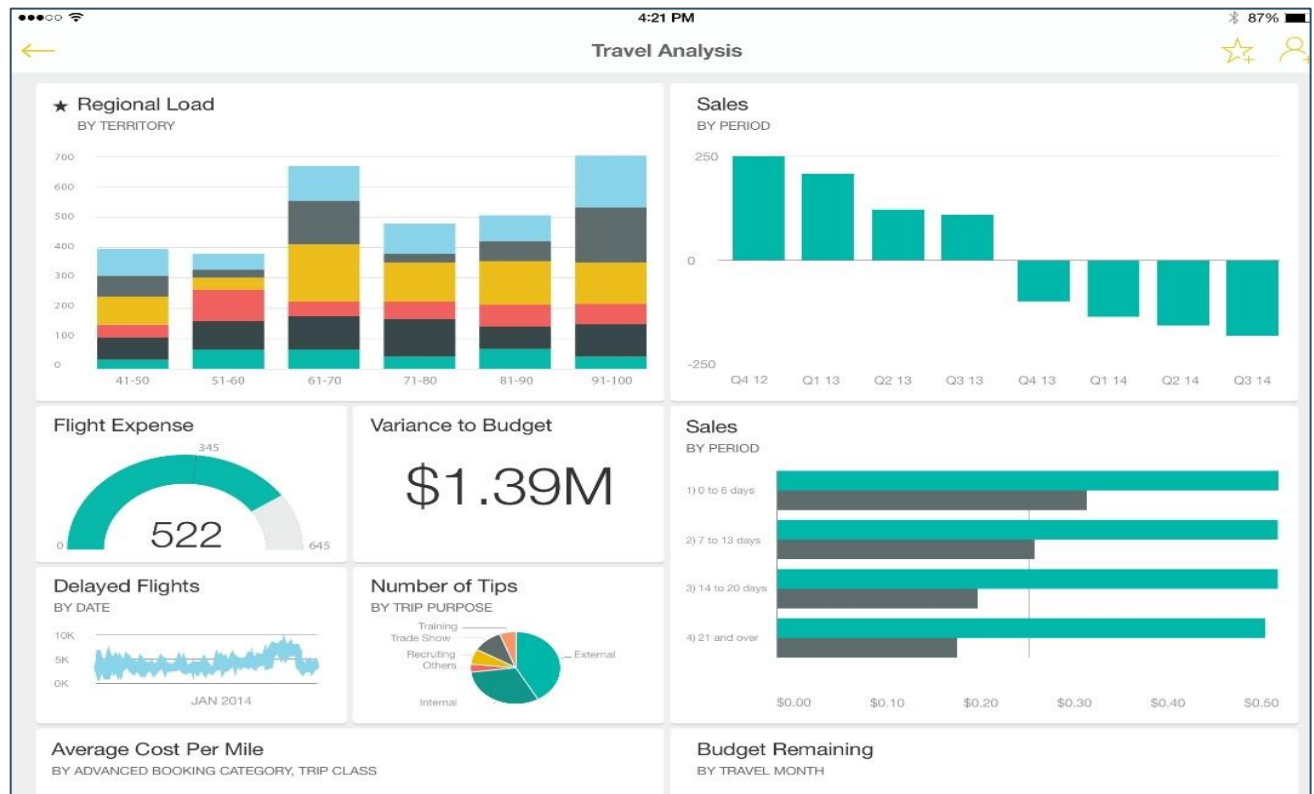 4:21 PM
87%
Travel Analysis
Regional Load
BY TERRITORY
700
600
500
400
300
200
100
0
41-50 51-60 61-70 71-80 81-90 91-100
Sales
BY PERIOD
250
0
-250
Q4 12 Q1 13 Q2 13 Q3 13 Q4 13 Q1 14 Q2 14 Q3 14
Flight Expense
345
522
0
645
Variance to Budget
$1.39M
Sales
BY PERIOD
1) 0 to 6 days
2) 7 to 13 days
3) 14 to 20 days
4) 21 and over
$0.00 $0.10 $0.20 $0.30 $0.40 $0.50
Delayed Flights
BY DATE
10K
5K
0K
JAN 2014
Number of Tips
BY TRIP PURPOSE
Training
Trade Show
Recruting
Others
Internal
External
Average Cost Per Mile
BY ADVANCED BOOKING CATEGORY, TRIP CLASS
Budget Remaining
BY TRAVEL MONTH